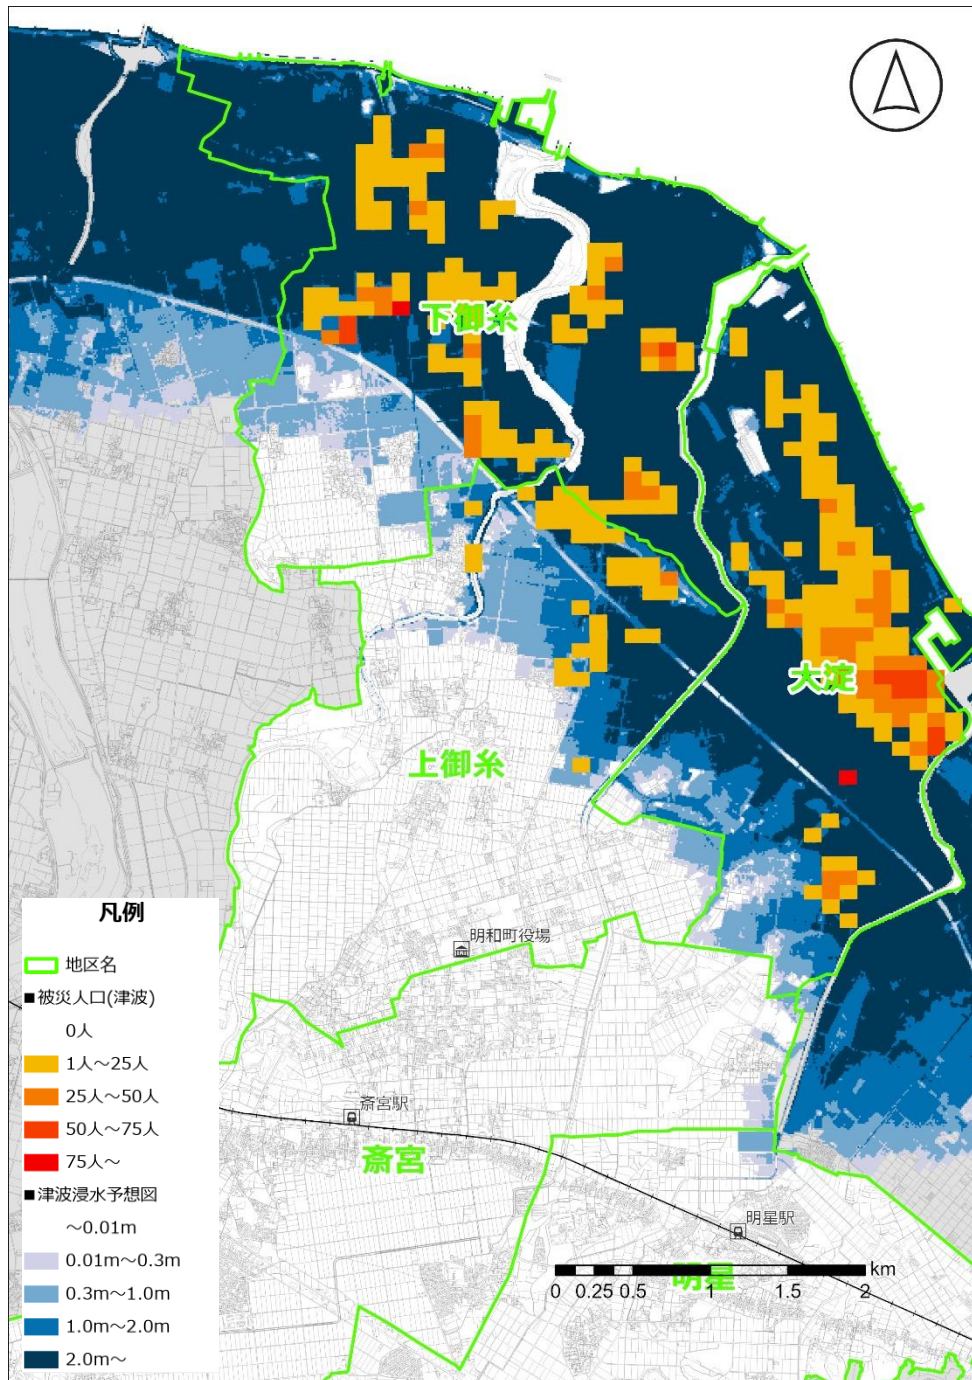 下御糸
大淀
上御糸
明和町役場
斎宮駅
斎宮
明星駅
明星
km
0 0.25 0.5 1 1.5 2
凡例
地区名
■被災人口(津波)
0人
1人～25人
25人～50人
50人～75人
75人～
■津波浸水予想図
～0.01m
0.01m～0.3m
0.3m～1.0m
1.0m～2.0m
2.0m～